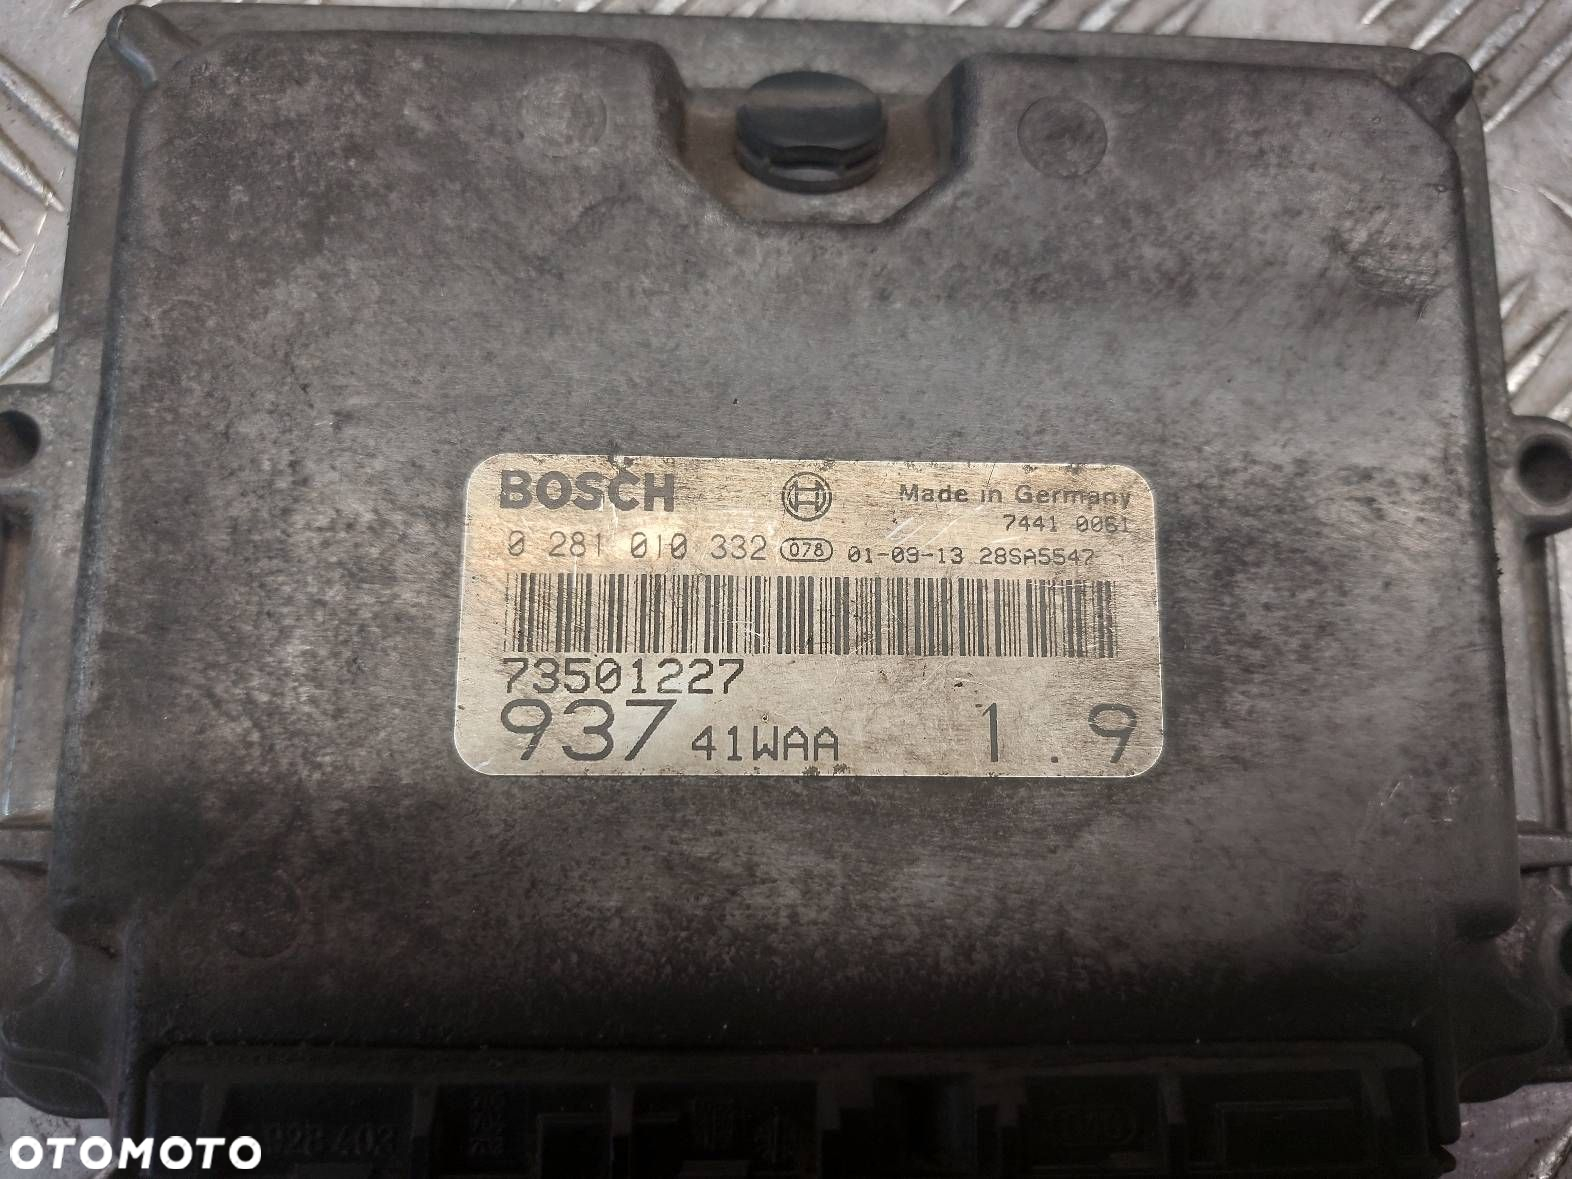 BOSCH
Made in Germany
7441 0051
0 281 010 332 078 01-09-13 28SA5547
73501227
937 41WAA 1.9
OTOMOTO